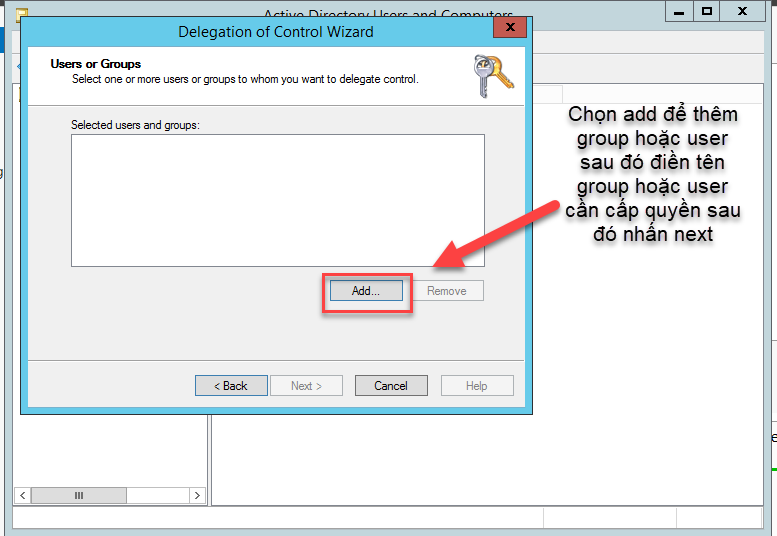 Active Directory Users and Computers
Delegation of Control Wizard
Users or Groups
Select one or more users or groups to whom you want to delegate control.
Selected users and groups:
Chọn add để thêm
group hoặc user
sau đó điền tên
group hoặc user
cần cấp quyền sau
đó nhấn next
Add...
Remove
< Back
Next >
Cancel
Help